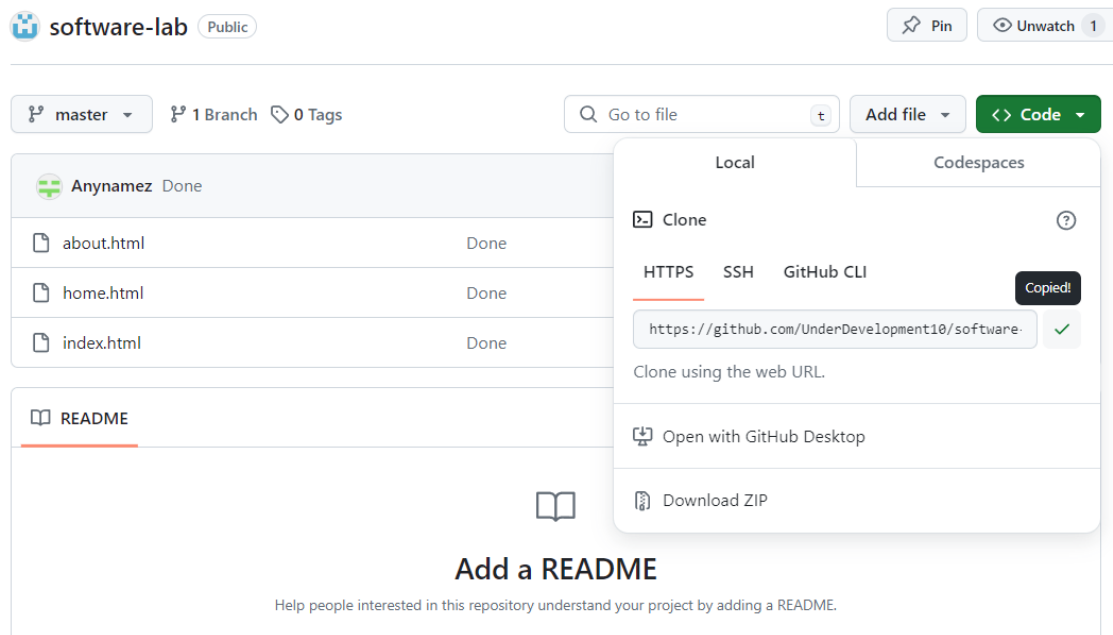 software-lab Public Pin Unwatch 1
master 1 Branch 0 Tags Go to file t Add file <> Code
Local Codespaces
Anynamez Done
Clone
about.html Done
HTTPS SSH GitHub CLI
Copied!
home.html Done
https://github.com/UnderDevelopment10/software-
index.html Done
Clone using the web URL.
README
Open with GitHub Desktop
Download ZIP
Add a README
Help people interested in this repository understand your project by adding a README.